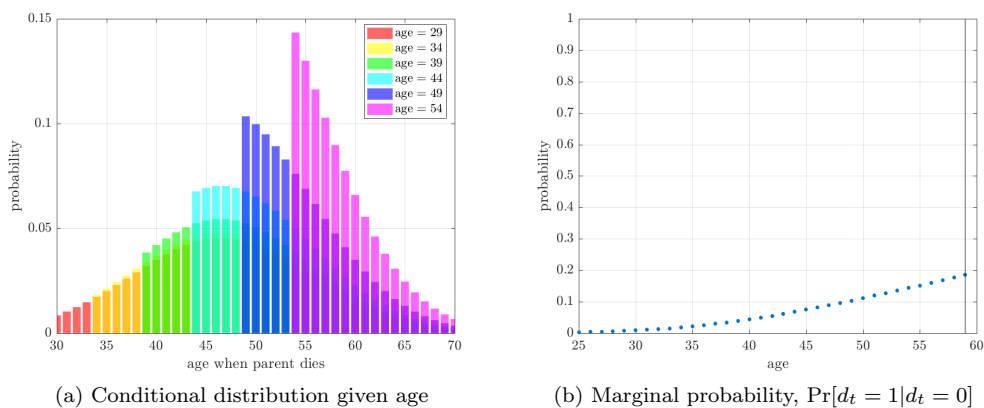 0.15
0.1
0.05
0
probability
30 35 40 45 50 55 60 65 70
age when parent dies
age = 29
age = 34
age = 39
age = 44
age = 49
age = 54
(a) Conditional distribution given age
1
0.9
0.8
0.7
0.6
0.5
0.4
0.3
0.2
0.1
0
probability
25 30 35 40 45 50 55 60
age
(b) Marginal probability, Pr[d_t = 1|d_t = 0]